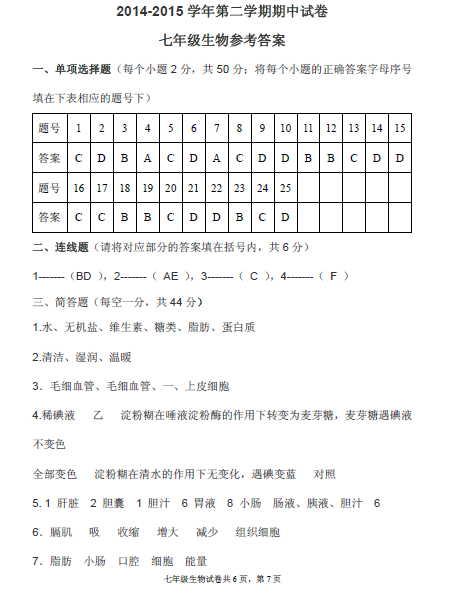 2014-2015 学年第二学期期中试卷
七年级生物参考答案
一、单项选择题（每个小题 2 分，共 50 分；将每个小题的正确答案字母序号
填在下表相应的题号下）
题号 1 2 3 4 5 6 7 8 9 10 11 12 13 14 15
答案 C D B A C D A C D D B B C D D
题号 16 17 18 19 20 21 22 23 24 25
答案 C C B B C D D B C D
二、连线题（请将对应部分的答案填在括号内，共 6 分）
1-------（BD ），2-------（ AE ），3-------（ C ），4-------（ F ）
三、简答题（每空一分，共 44 分）
1.水、无机盐、维生素、糖类、脂肪、蛋白质
2.清洁、湿润、温暖
3．毛细血管、毛细血管、一、上皮细胞
4.稀碘液 乙 淀粉糊在唾液淀粉酶的作用下转变为麦芽糖，麦芽糖遇碘液
不变色
全部变色 淀粉糊在清水的作用下无变化，遇碘变蓝 对照
5. 1 肝脏 2 胆囊 1 胆汁 6 胃液 8 小肠 肠液、胰液、胆汁 6
6．膈肌 吸 收缩 增大 减少 组织细胞
7．脂肪 小肠 口腔 细胞 能量
七年级生物试卷共 6 页，第 7 页